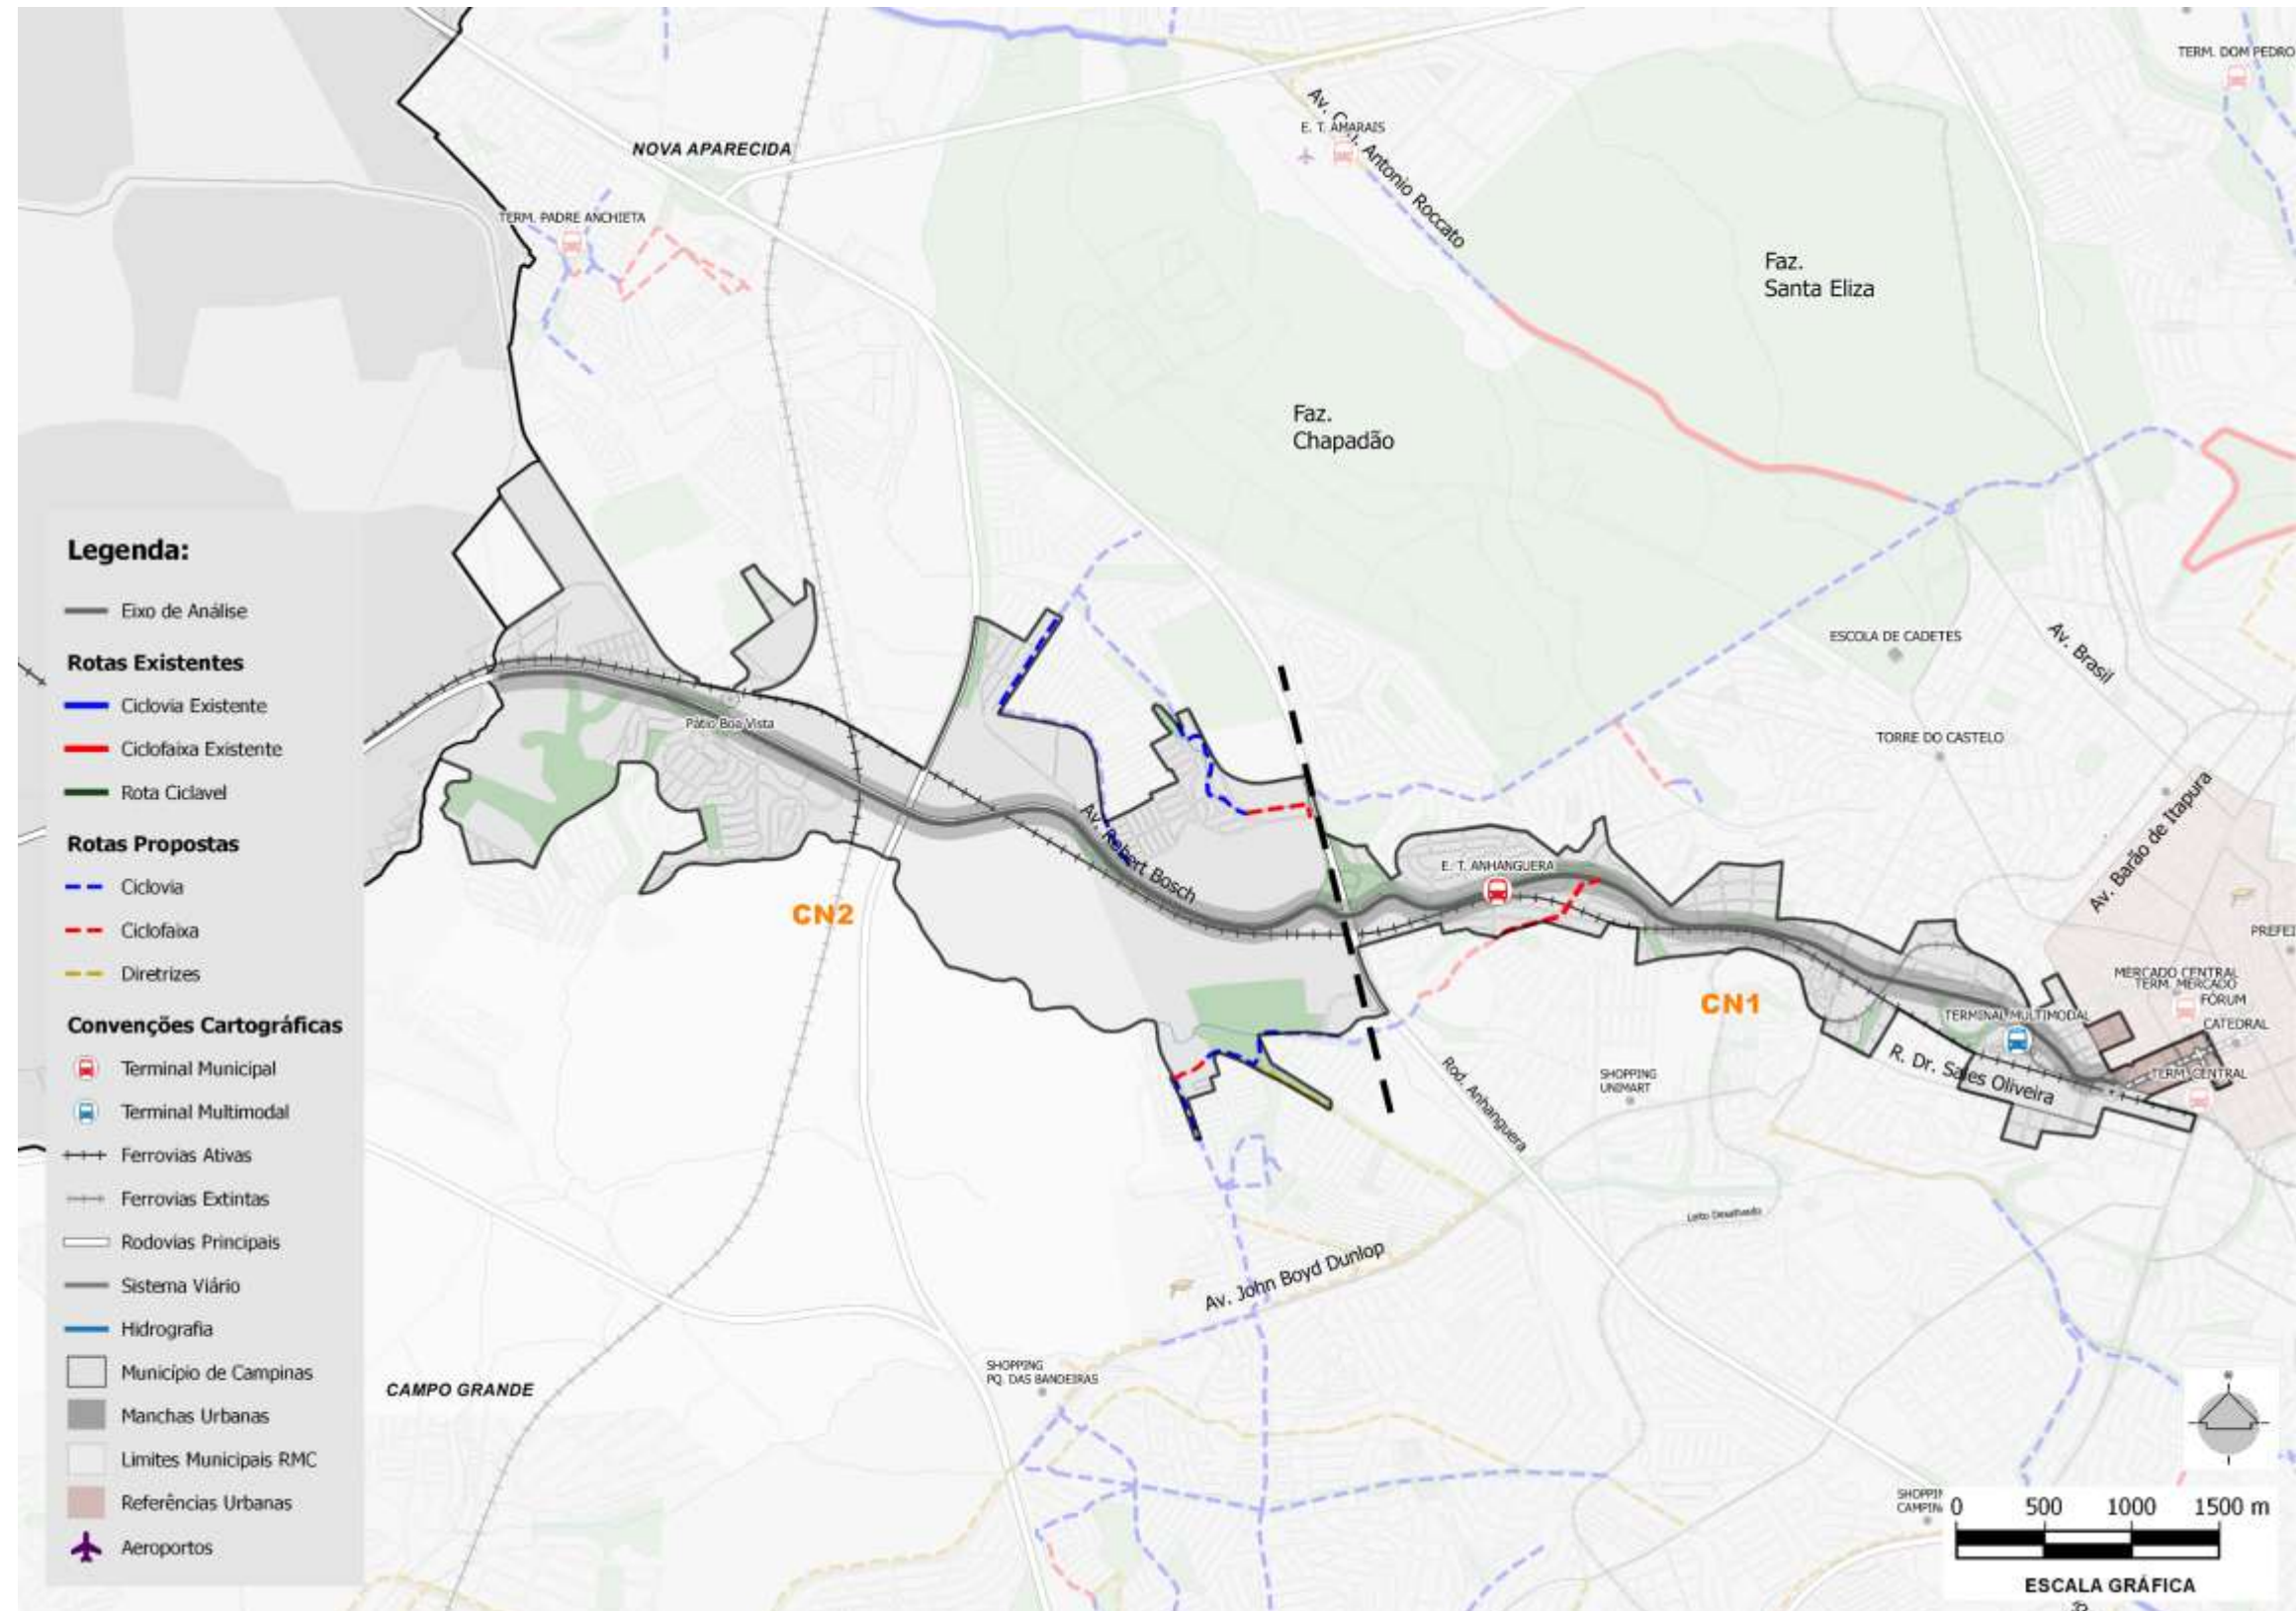 TERM. DOM PEDRO
Av. Cel. Antonio Roccato
E. T. AMARAIS
NOVA APARECIDA
TERM. PADRE ANCHIETA
Faz.
Santa Eliza
Faz.
Chapadão
ESCOLA DE CADETES
Av. Brasil
TORRE DO CASTELO
Pátio Boa Vista
Av. Robert Bosch
E. T. ANHANGUERA
Av. Barão de Itapura
CN2
PREFEI
MERCADO CENTRAL
TERM. MERCADO
FÓRUM
CATEDRAL
CN1
TERMINAL MULTIMODAL
R. Dr. Sales Oliveira
TERM. CENTRAL
SHOPPING
UNIMART
Rod. Anhanguera
Leito Desativado
Av. John Boyd Dunlop
SHOPPING
PQ. DAS BANDEIRAS
CAMPO GRANDE
SHOPPIN
CAMPIN
Legenda:
Eixo de Análise
Rotas Existentes
Ciclovia Existente
Ciclofaixa Existente
Rota Ciclavel
Rotas Propostas
Ciclovia
Ciclofaixa
Diretrizes
Convenções Cartográficas
Terminal Municipal
Terminal Multimodal
Ferrovias Ativas
Ferrovias Extintas
Rodovias Principais
Sistema Viário
Hidrografia
Município de Campinas
Manchas Urbanas
Limites Municipais RMC
Referências Urbanas
Aeroportos
0 500 1000 1500 m
ESCALA GRÁFICA